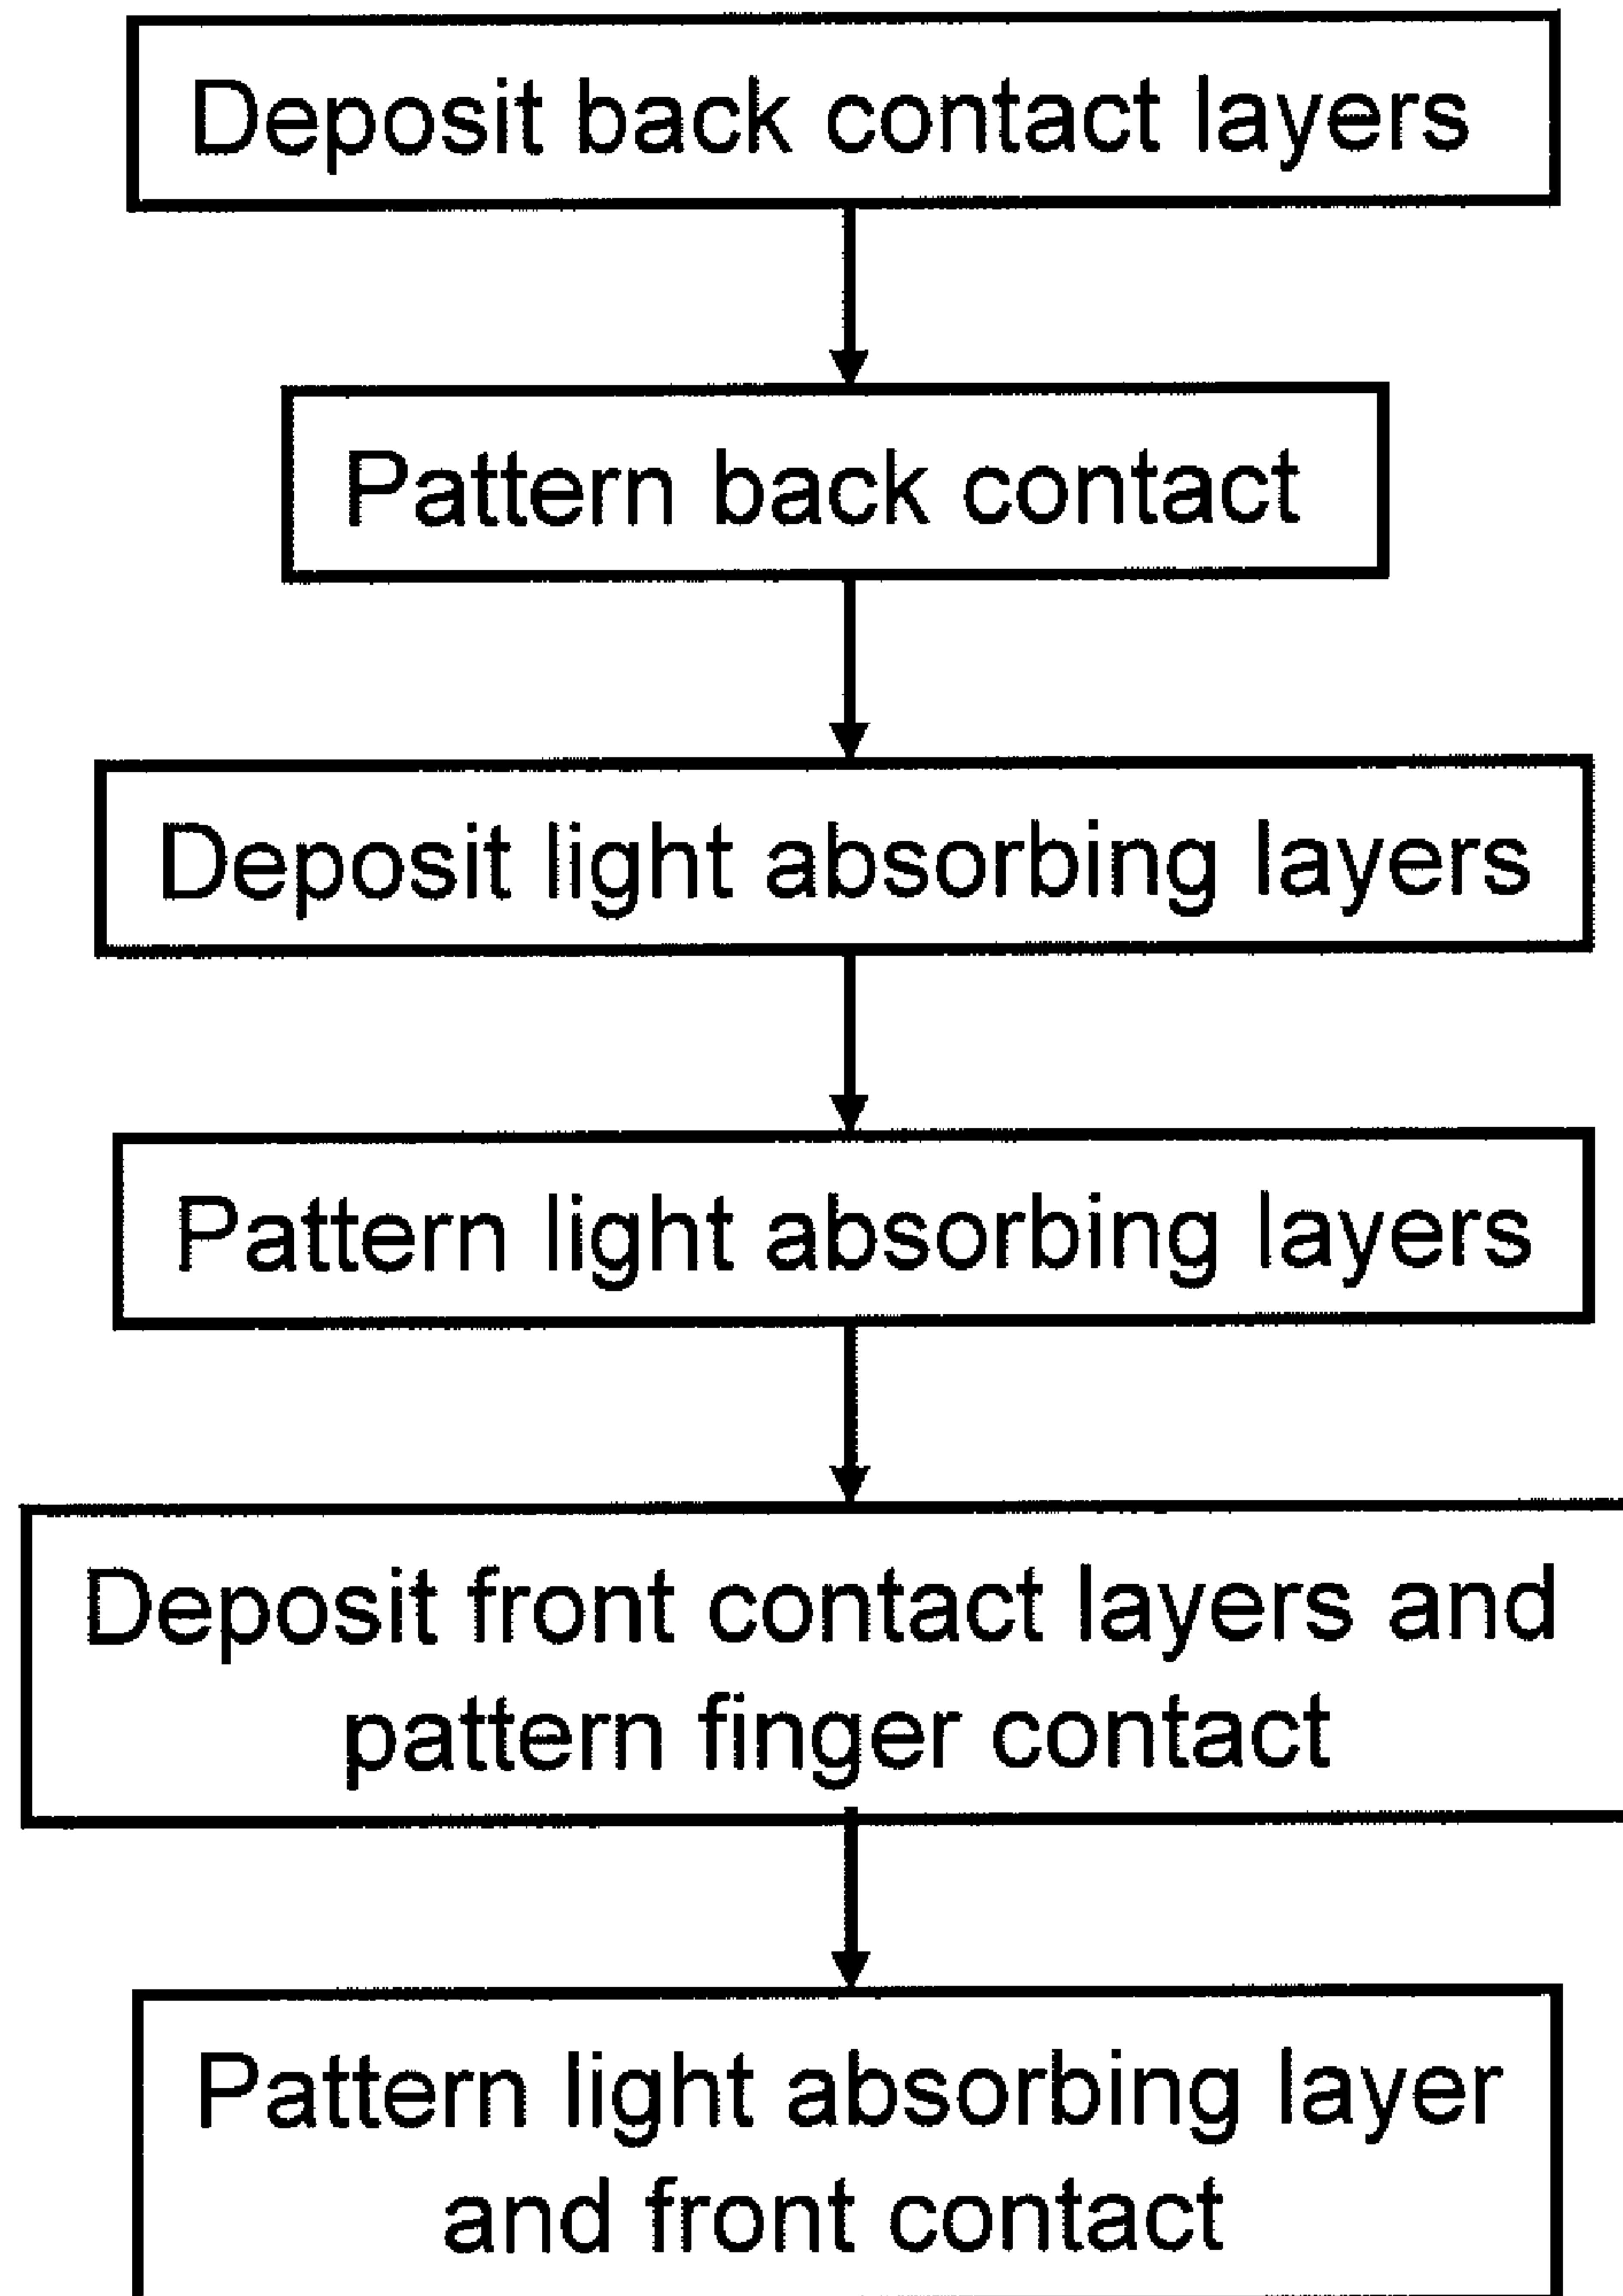 Deposit back contact layers
Pattern back contact
Deposit light absorbing layers
Pattern light absorbing layers
Deposit front contact layers and
pattern finger contact
Pattern light absorbing layer
and front contact